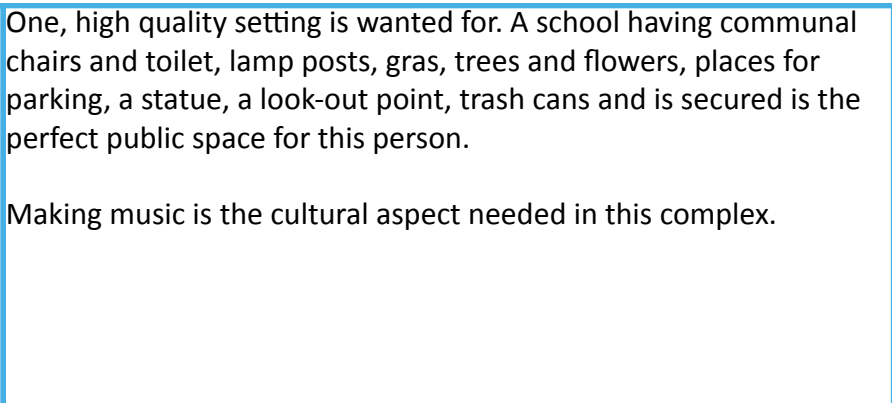 One, high quality setting is wanted for. A school having communal
chairs and toilet, lamp posts, gras, trees and flowers, places for
parking, a statue, a look-out point, trash cans and is secured is the
perfect public space for this person.
Making music is the cultural aspect needed in this complex.